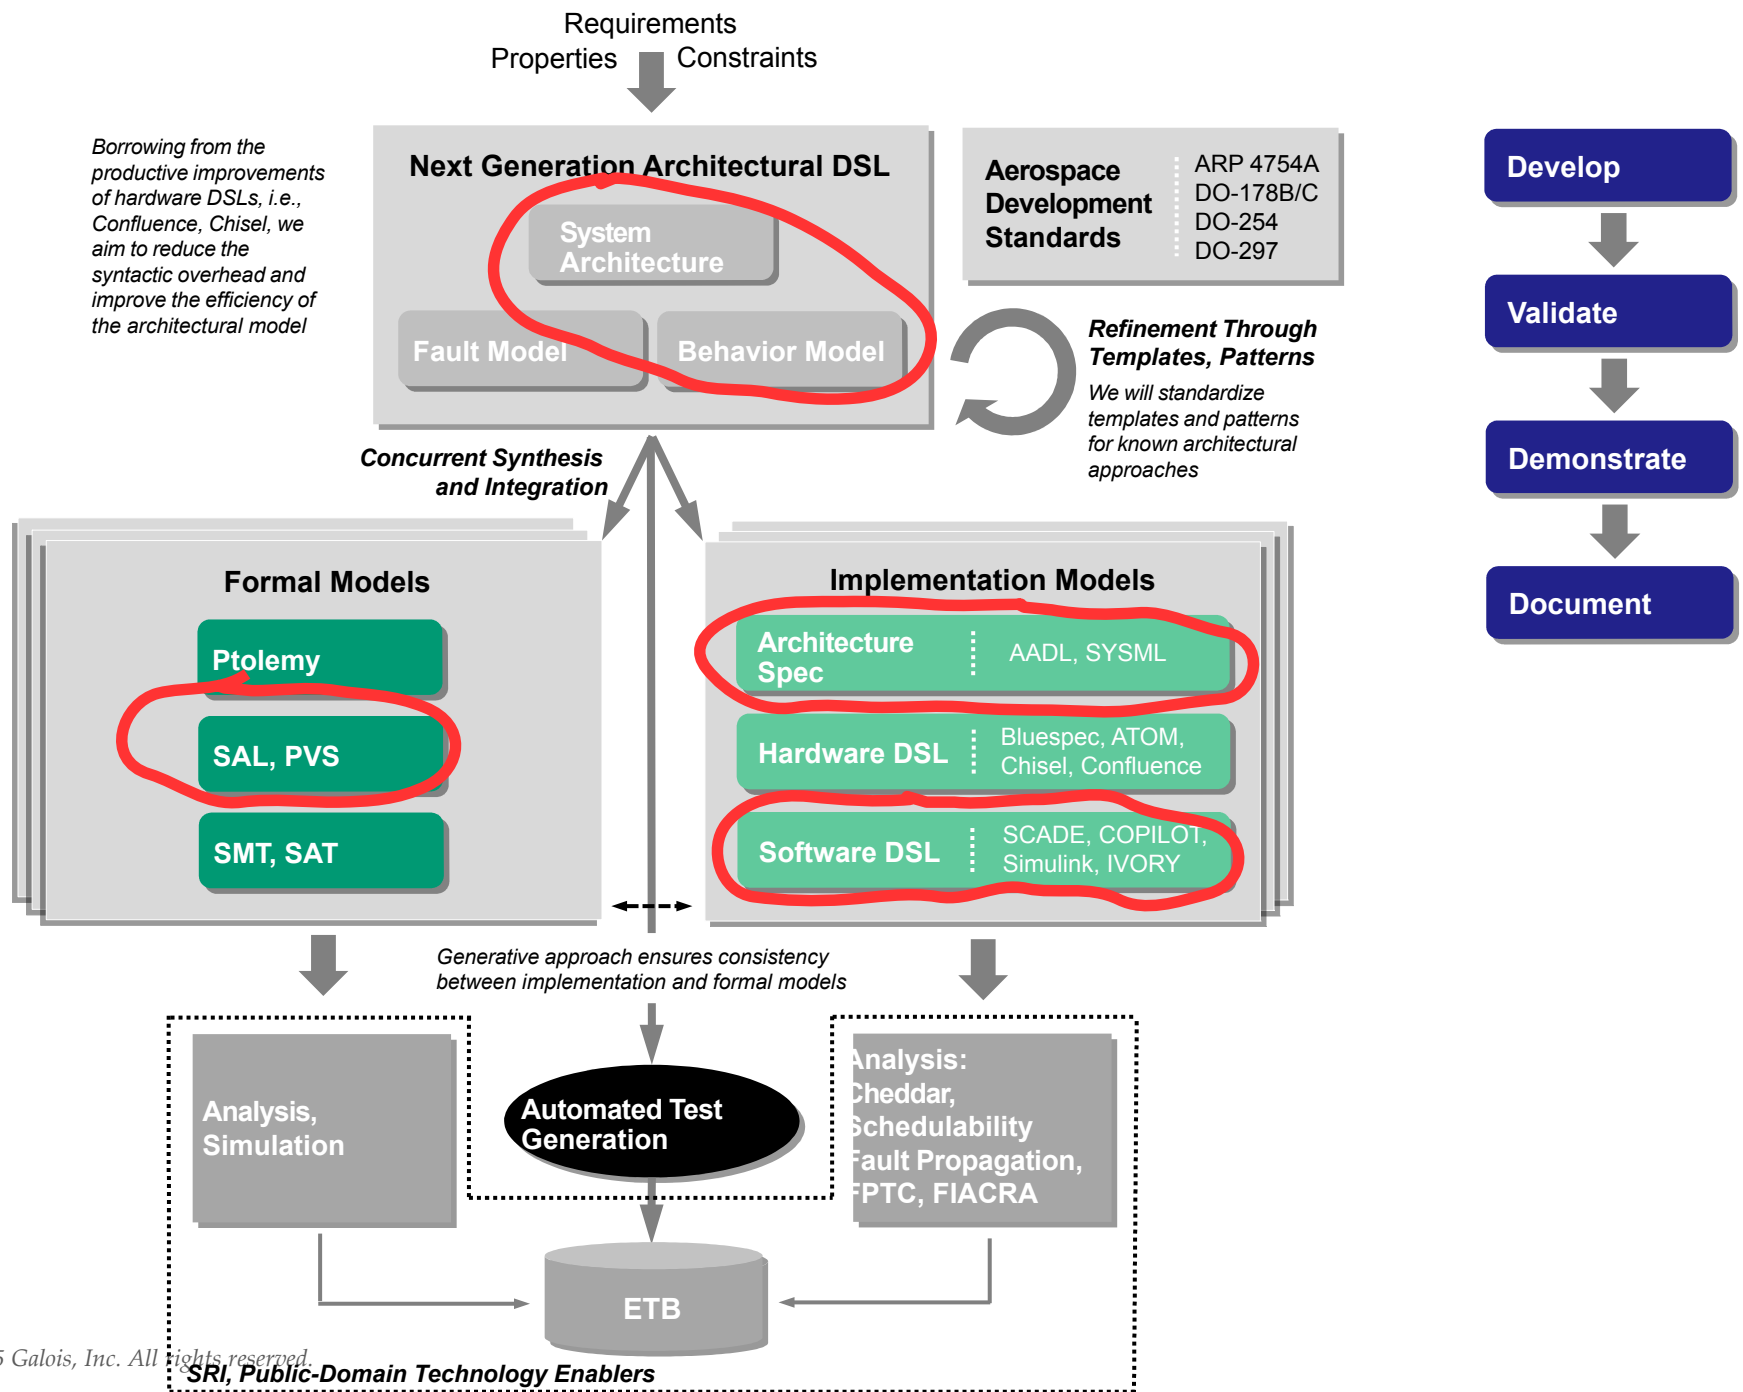 Requirements
Properties Constraints
Borrowing from the
productive improvements
of hardware DSLs, i.e.,
Confluence, Chisel, we
aim to reduce the
syntactic overhead and
improve the efficiency of
the architectural model
Next Generation Architectural DSL
System
Architecture
Fault Model
Behavior Model
Aerospace
Development
Standards
ARP 4754A
DO-178B/C
DO-254
DO-297
Refinement Through
Templates, Patterns
We will standardize
templates and patterns
for known architectural
approaches
Develop
Validate
Demonstrate
Document
Concurrent Synthesis
and Integration
Formal Models
Ptolemy
SAL, PVS
SMT, SAT
Implementation Models
Architecture
Spec
AADL, SYSML
Hardware DSL
Bluespec, ATOM,
Chisel, Confluence
Software DSL
SCADE, COPILOT,
Simulink, IVORY
Generative approach ensures consistency
between implementation and formal models
Analysis,
Simulation
Automated Test
Generation
Analysis:
Cheddar,
Schedulability
Fault Propagation,
FPTC, FIACRA
ETB
5 Galois, Inc. All rights reserved.
SRI, Public-Domain Technology Enablers